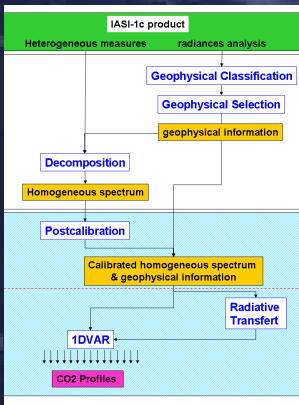 IASI-1c product
Heterogeneous measures
radiances analysis
Geophysical Classification
Geophysical Selection
geophysical information
Decomposition
Homogeneous spectrum
Postcalibration
Calibrated homogeneous spectrum
& geophysical information
Radiative
Transfert
1DVAR
CO2 Profiles